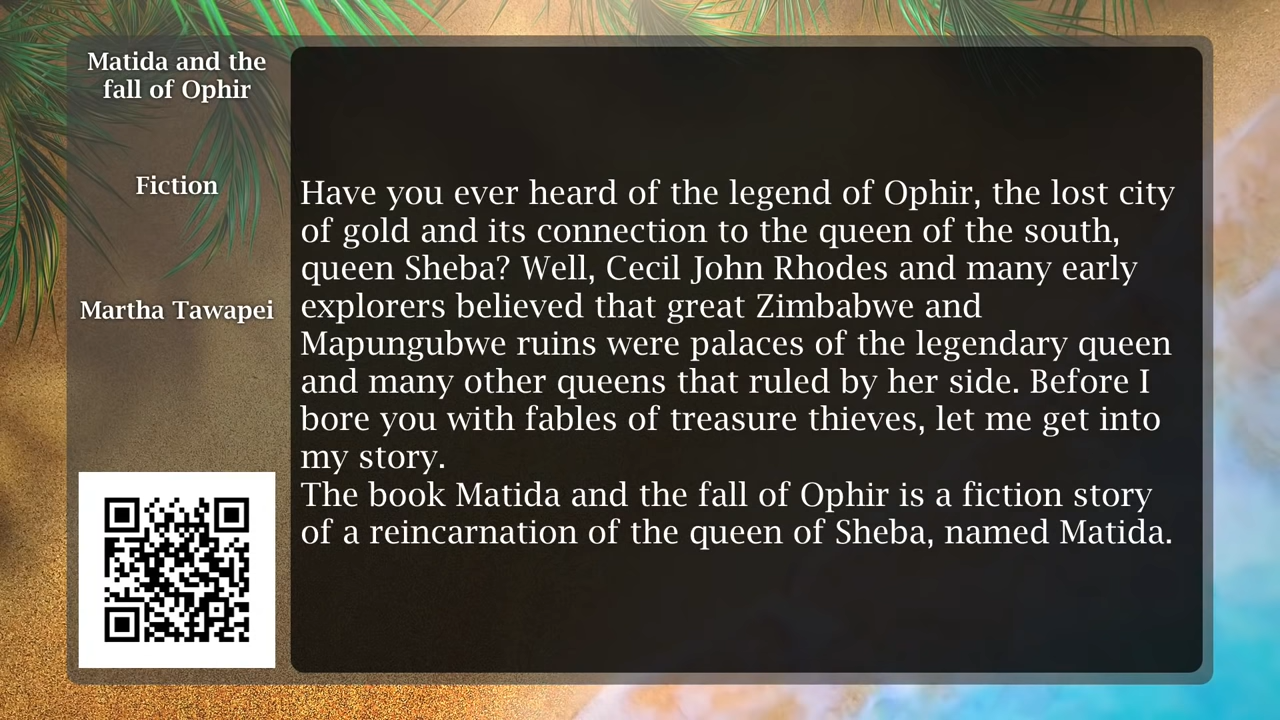 Matida and the
fall of Ophir
Fiction
Martha Tawapei
Have you ever heard of the legend of Ophir, the lost city
of gold and its connection to the queen of the south,
queen Sheba? Well, Cecil John Rhodes and many early
explorers believed that great Zimbabwe and
Mapungubwe ruins were palaces of the legendary queen
and many other queens that ruled by her side. Before I
bore you with fables of treasure thieves, let me get into
my story.
The book Matida and the fall of Ophir is a fiction story
of a reincarnation of the queen of Sheba, named Matida.